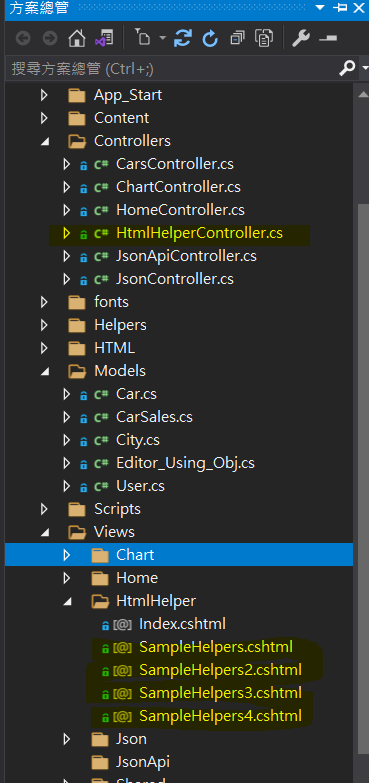 方案總管
搜尋方案總管 (Ctrl+;)
App_Start
Content
Controllers
C# CarsController.cs
C# ChartController.cs
C# HomeController.cs
C# HtmlHelperController.cs
C# JsonApiController.cs
C# JsonController.cs
fonts
Helpers
HTML
Models
C# Car.cs
C# CarSales.cs
C# City.cs
C# Editor_Using_Obj.cs
C# User.cs
Scripts
Views
Chart
Home
HtmlHelper
[@] Index.cshtml
[@] SampleHelpers.cshtml
[@] SampleHelpers2.cshtml
[@] SampleHelpers3.cshtml
[@] SampleHelpers4.cshtml
Json
JsonApi
Shared